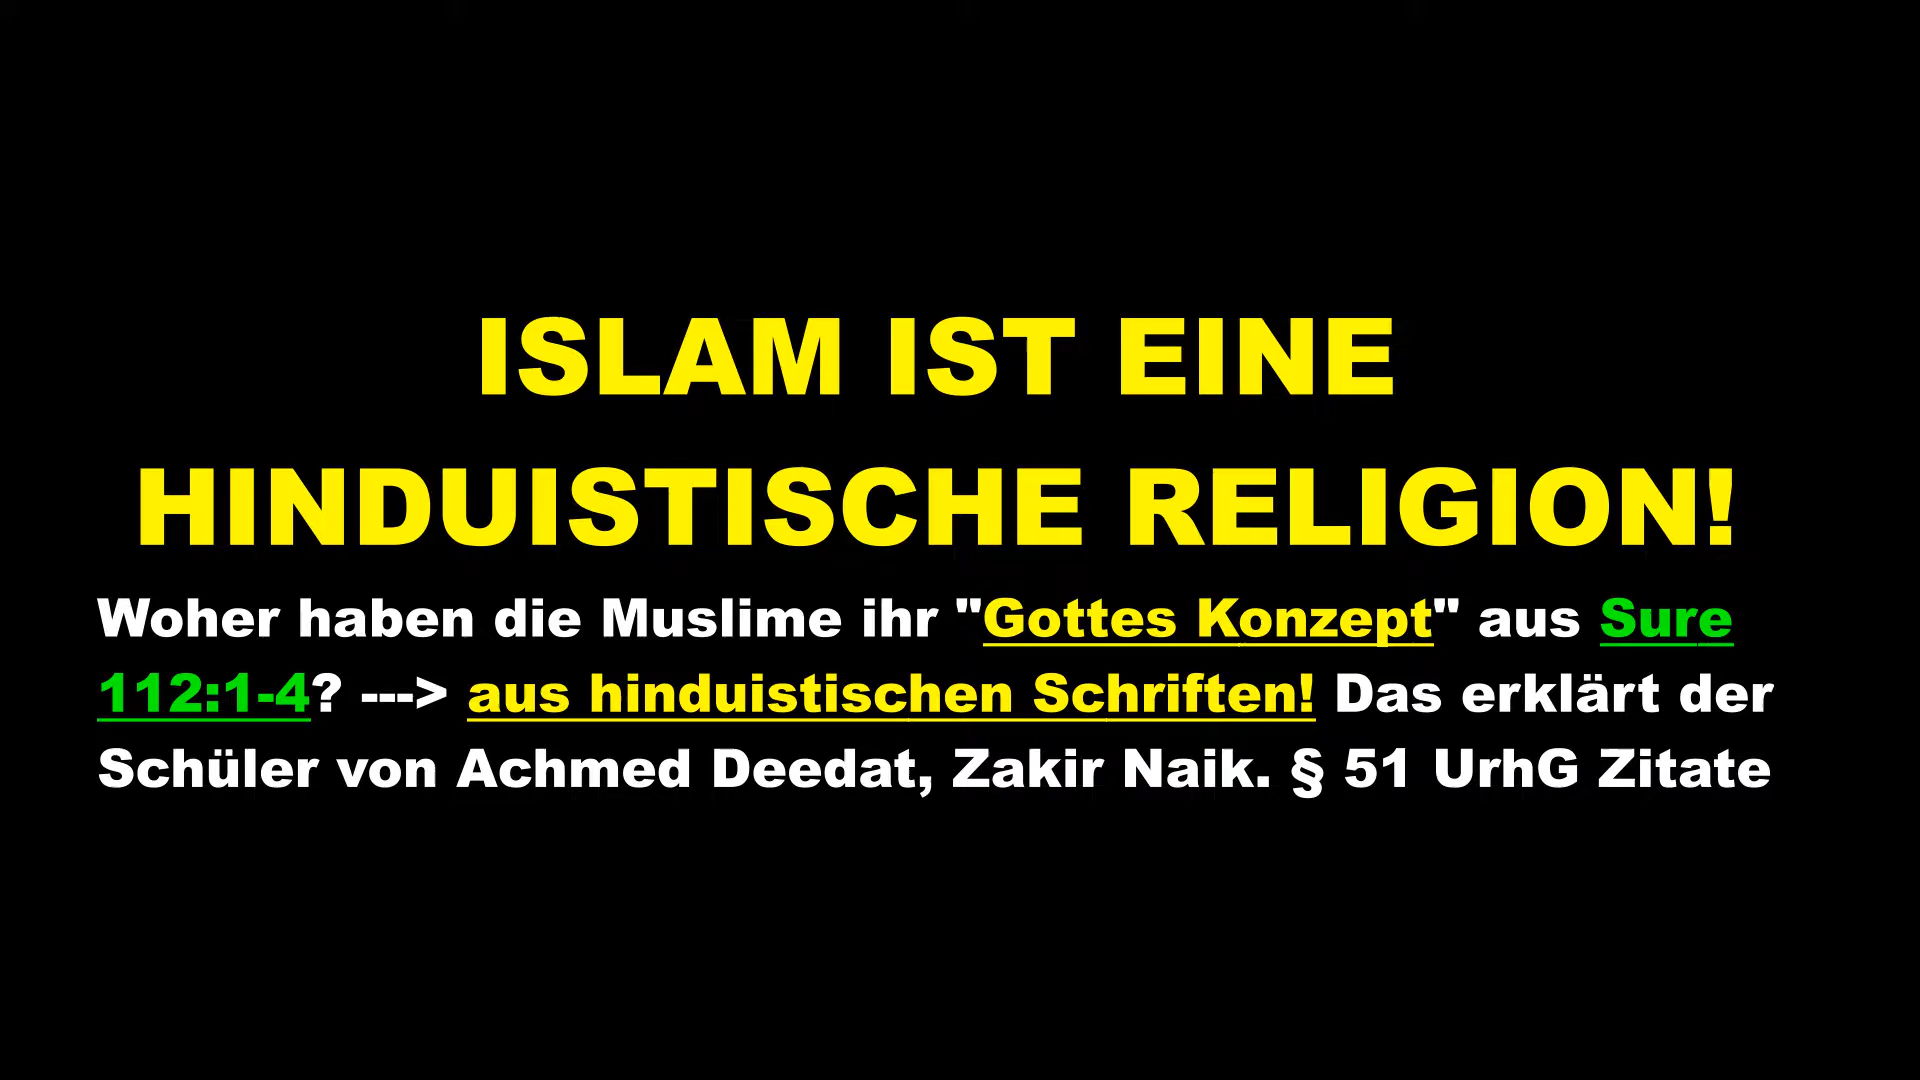 ISLAM IST EINE
HINDUISTISCHE RELIGION!
Woher haben die Muslime ihr "Gottes Konzept" aus Sure
112:1-4? ---> aus hinduistischen Schriften! Das erklärt der
Schüler von Achmed Deedat, Zakir Naik. § 51 UrhG Zitate